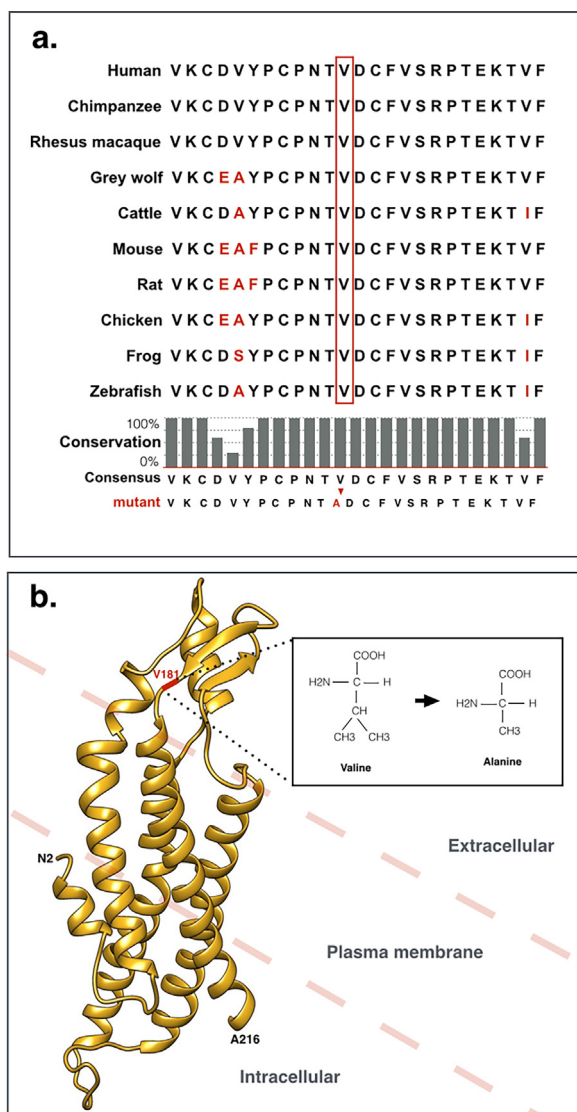 a.
Human V K C D V Y P C P N T V D C F V S R P T E K T V F
Chimpanzee V K C D V Y P C P N T V D C F V S R P T E K T V F
Rhesus macaque V K C D V Y P C P N T V D C F V S R P T E K T V F
Grey wolf V K C E A Y P C P N T V D C F V S R P T E K T V F
Cattle V K C D A Y P C P N T V D C F V S R P T E K T I F
Mouse V K C E A F P C P N T V D C F V S R P T E K T V F
Rat V K C E A F P C P N T V D C F V S R P T E K T V F
Chicken V K C E A Y P C P N T V D C F V S R P T E K T I F
Frog V K C D S Y P C P N T V D C F V S R P T E K T I F
Zebrafish V K C D A Y P C P N T V D C F V S R P T E K T I F
100%
Conservation
0%
Consensus V K C D V Y P C P N T V D C F V S R P T E K T V F
mutant V K C D V Y P C P N T A D C F V S R P T E K T V F
b.
V181
COOH
H2N C H
CH
CH3 CH3
Valine
COOH
H2N C H
CH3
Alanine
Extracellular
N2
Plasma membrane
A216
Intracellular